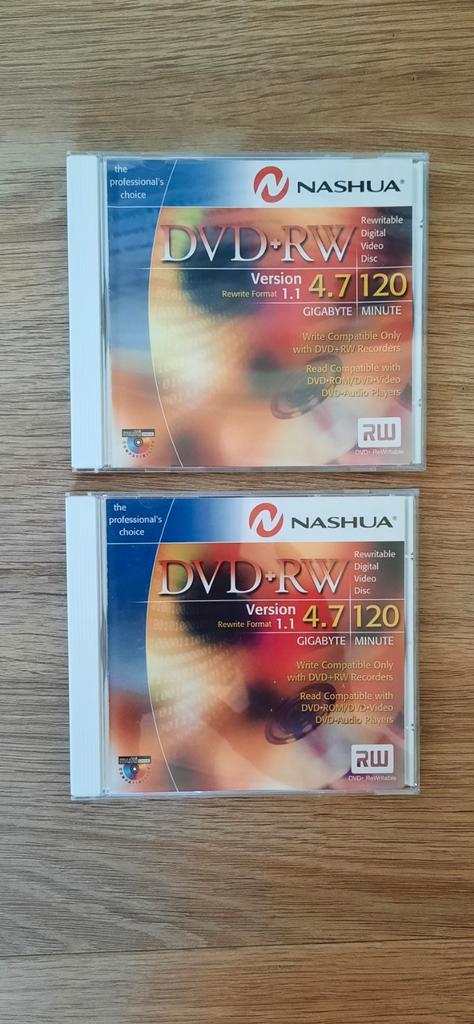 the
professional's
choice
NASHUA®
DVD+RW
Rewritable
Digital
Video
Disc
Version
Rewrite Format 1.1
4.7
120
GIGABYTE
MINUTE
Write Compatible Only
with DVD+RW Recorders
Read Compatible with
DVD•ROM/DVD•Video
DVD•Audio Players
RW
DVD+ ReWritable
the
professional's
choice
NASHUA®
DVD+RW
Rewritable
Digital
Video
Disc
Version
Rewrite Format 1.1
4.7
120
GIGABYTE
MINUTE
Write Compatible Only
with DVD+RW Recorders
Read Compatible with
DVD•ROM/DVD•Video
DVD•Audio Players
RW
DVD+ ReWritable